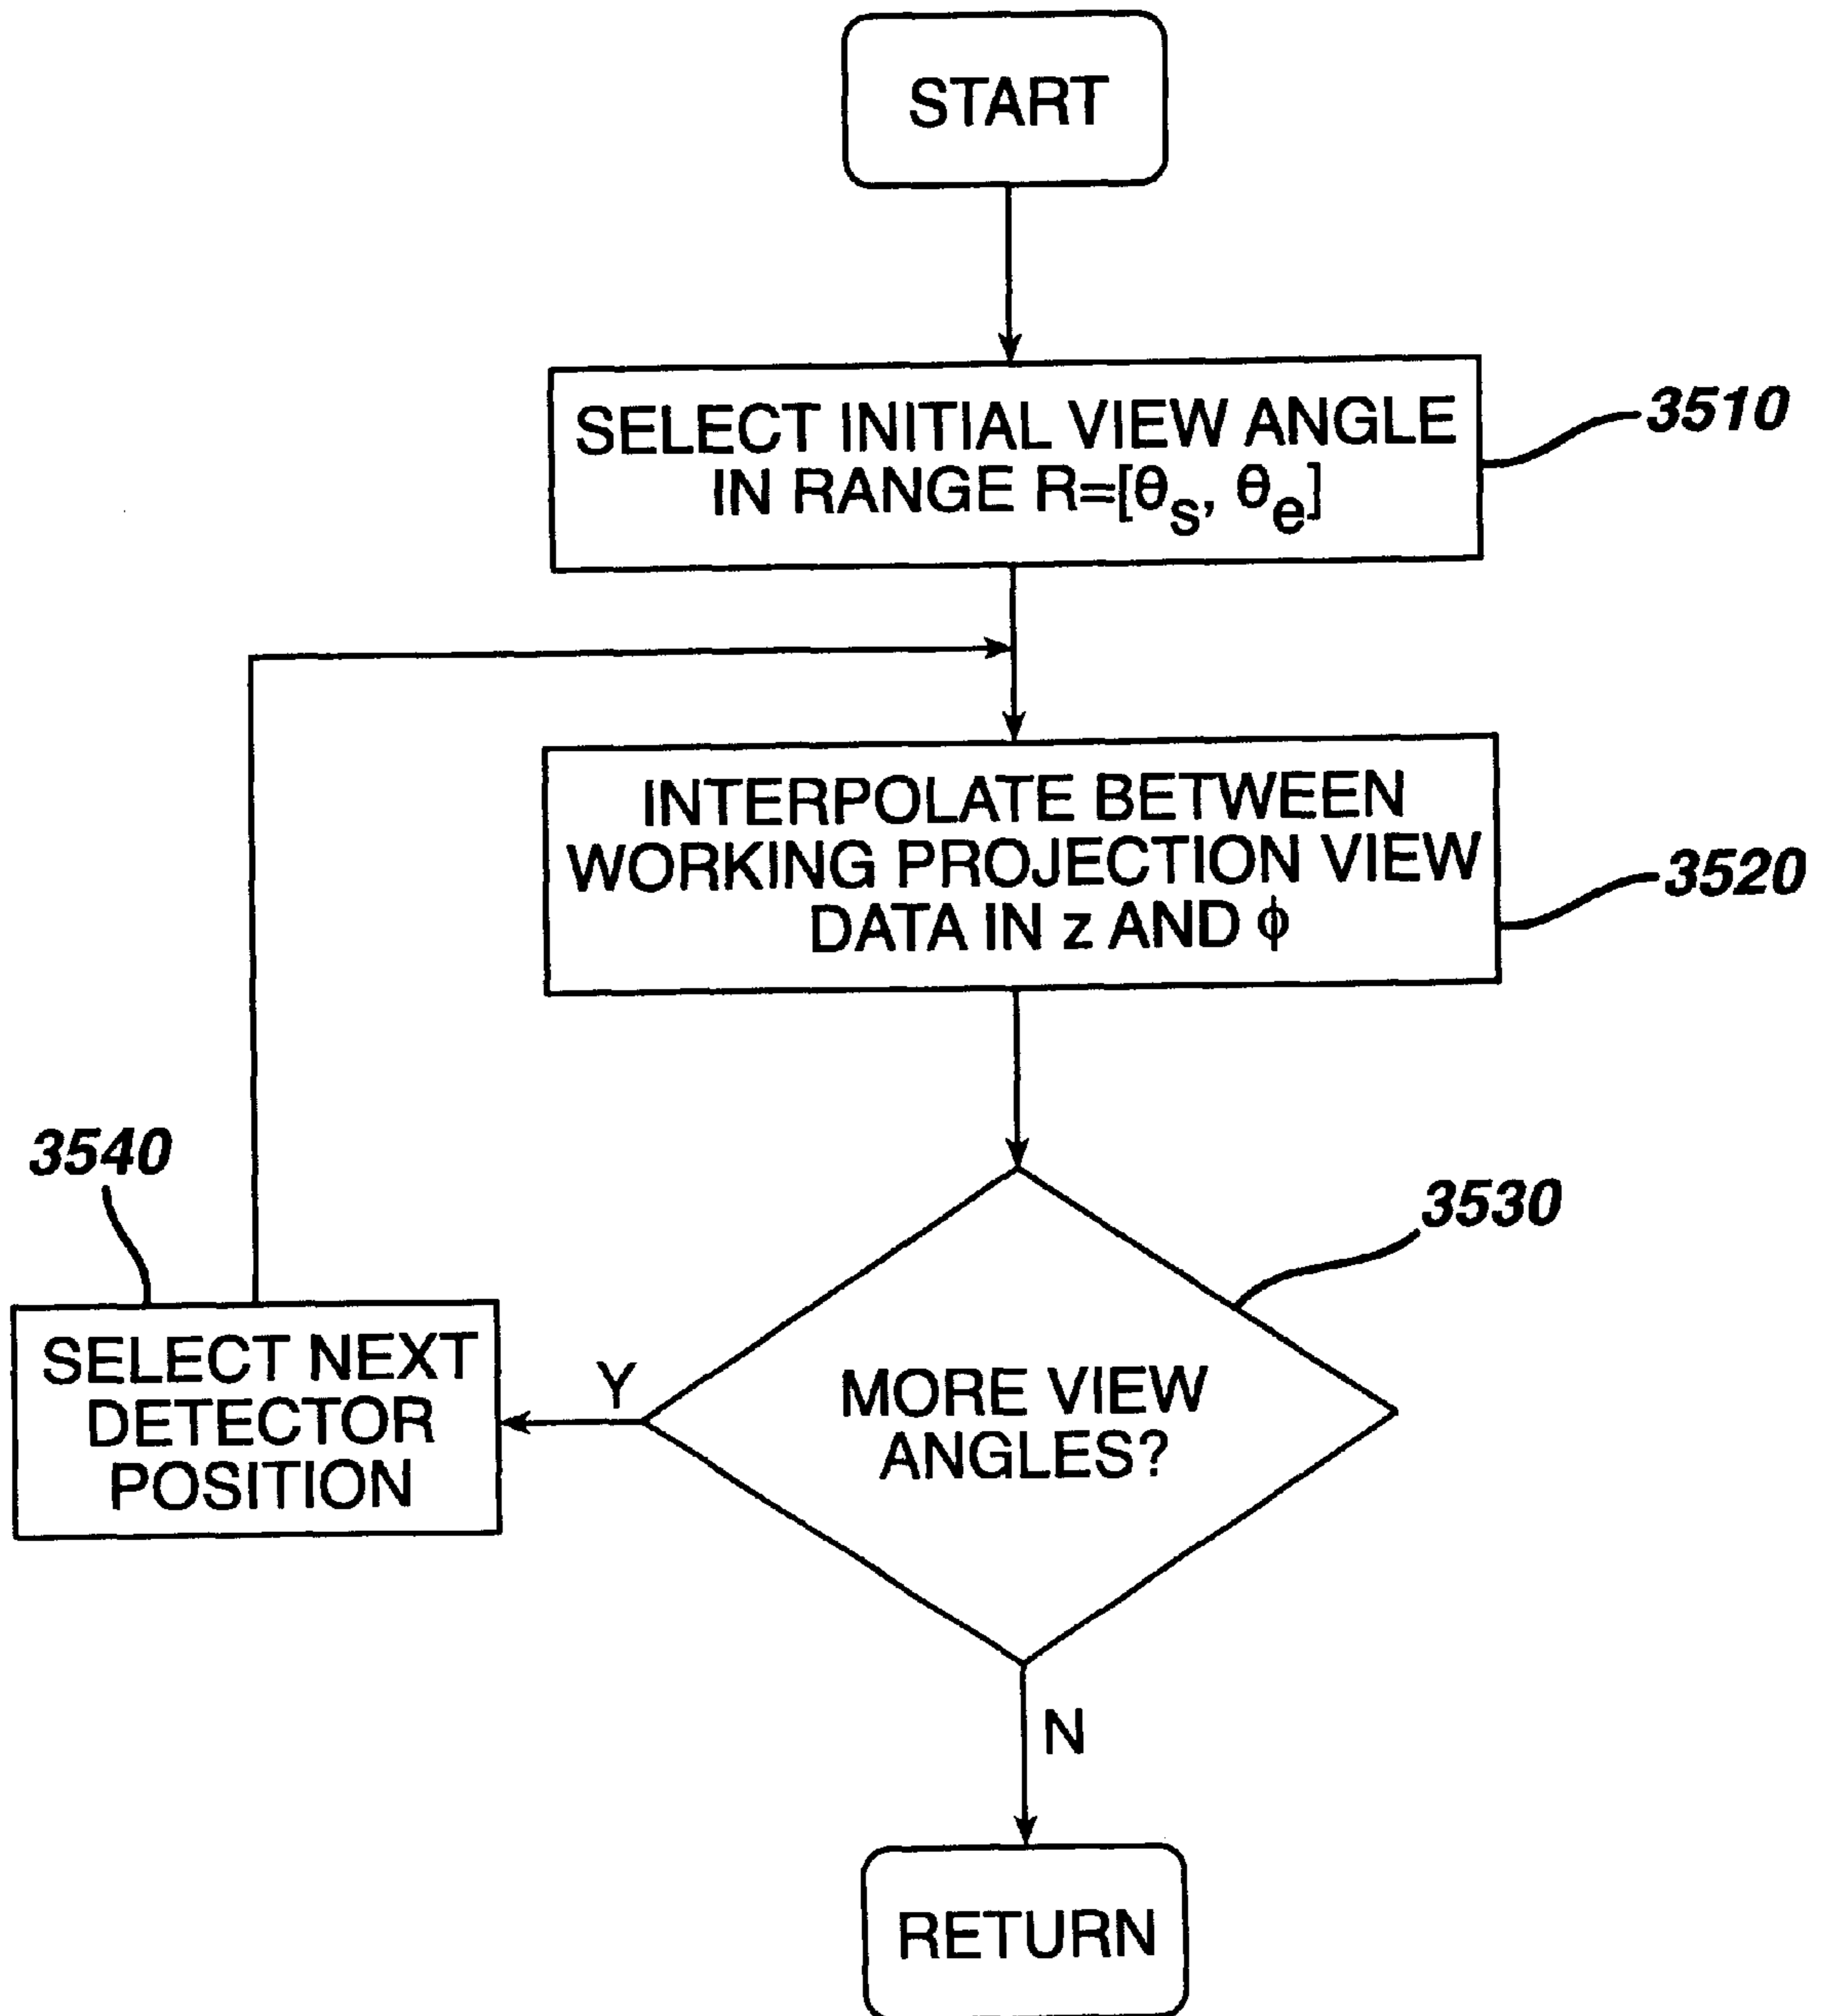 START
SELECT INITIAL VIEW ANGLE
IN RANGE R=[θs, θe]
3510
INTERPOLATE BETWEEN
WORKING PROJECTION VIEW
DATA IN z AND ϕ
3520
3540
3530
SELECT NEXT
DETECTOR
POSITION
Y
MORE VIEW
ANGLES?
N
RETURN